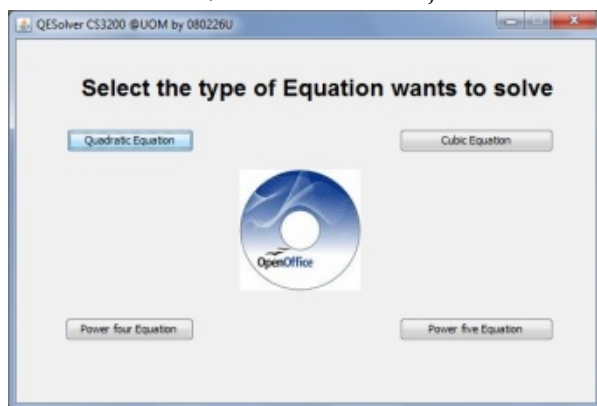 QESolver CS3200 @UOM by 080226U
Select the type of Equation wants to solve
Quadratic Equation
Cubic Equation
OpenOffice
Power four Equation
Power five Equation